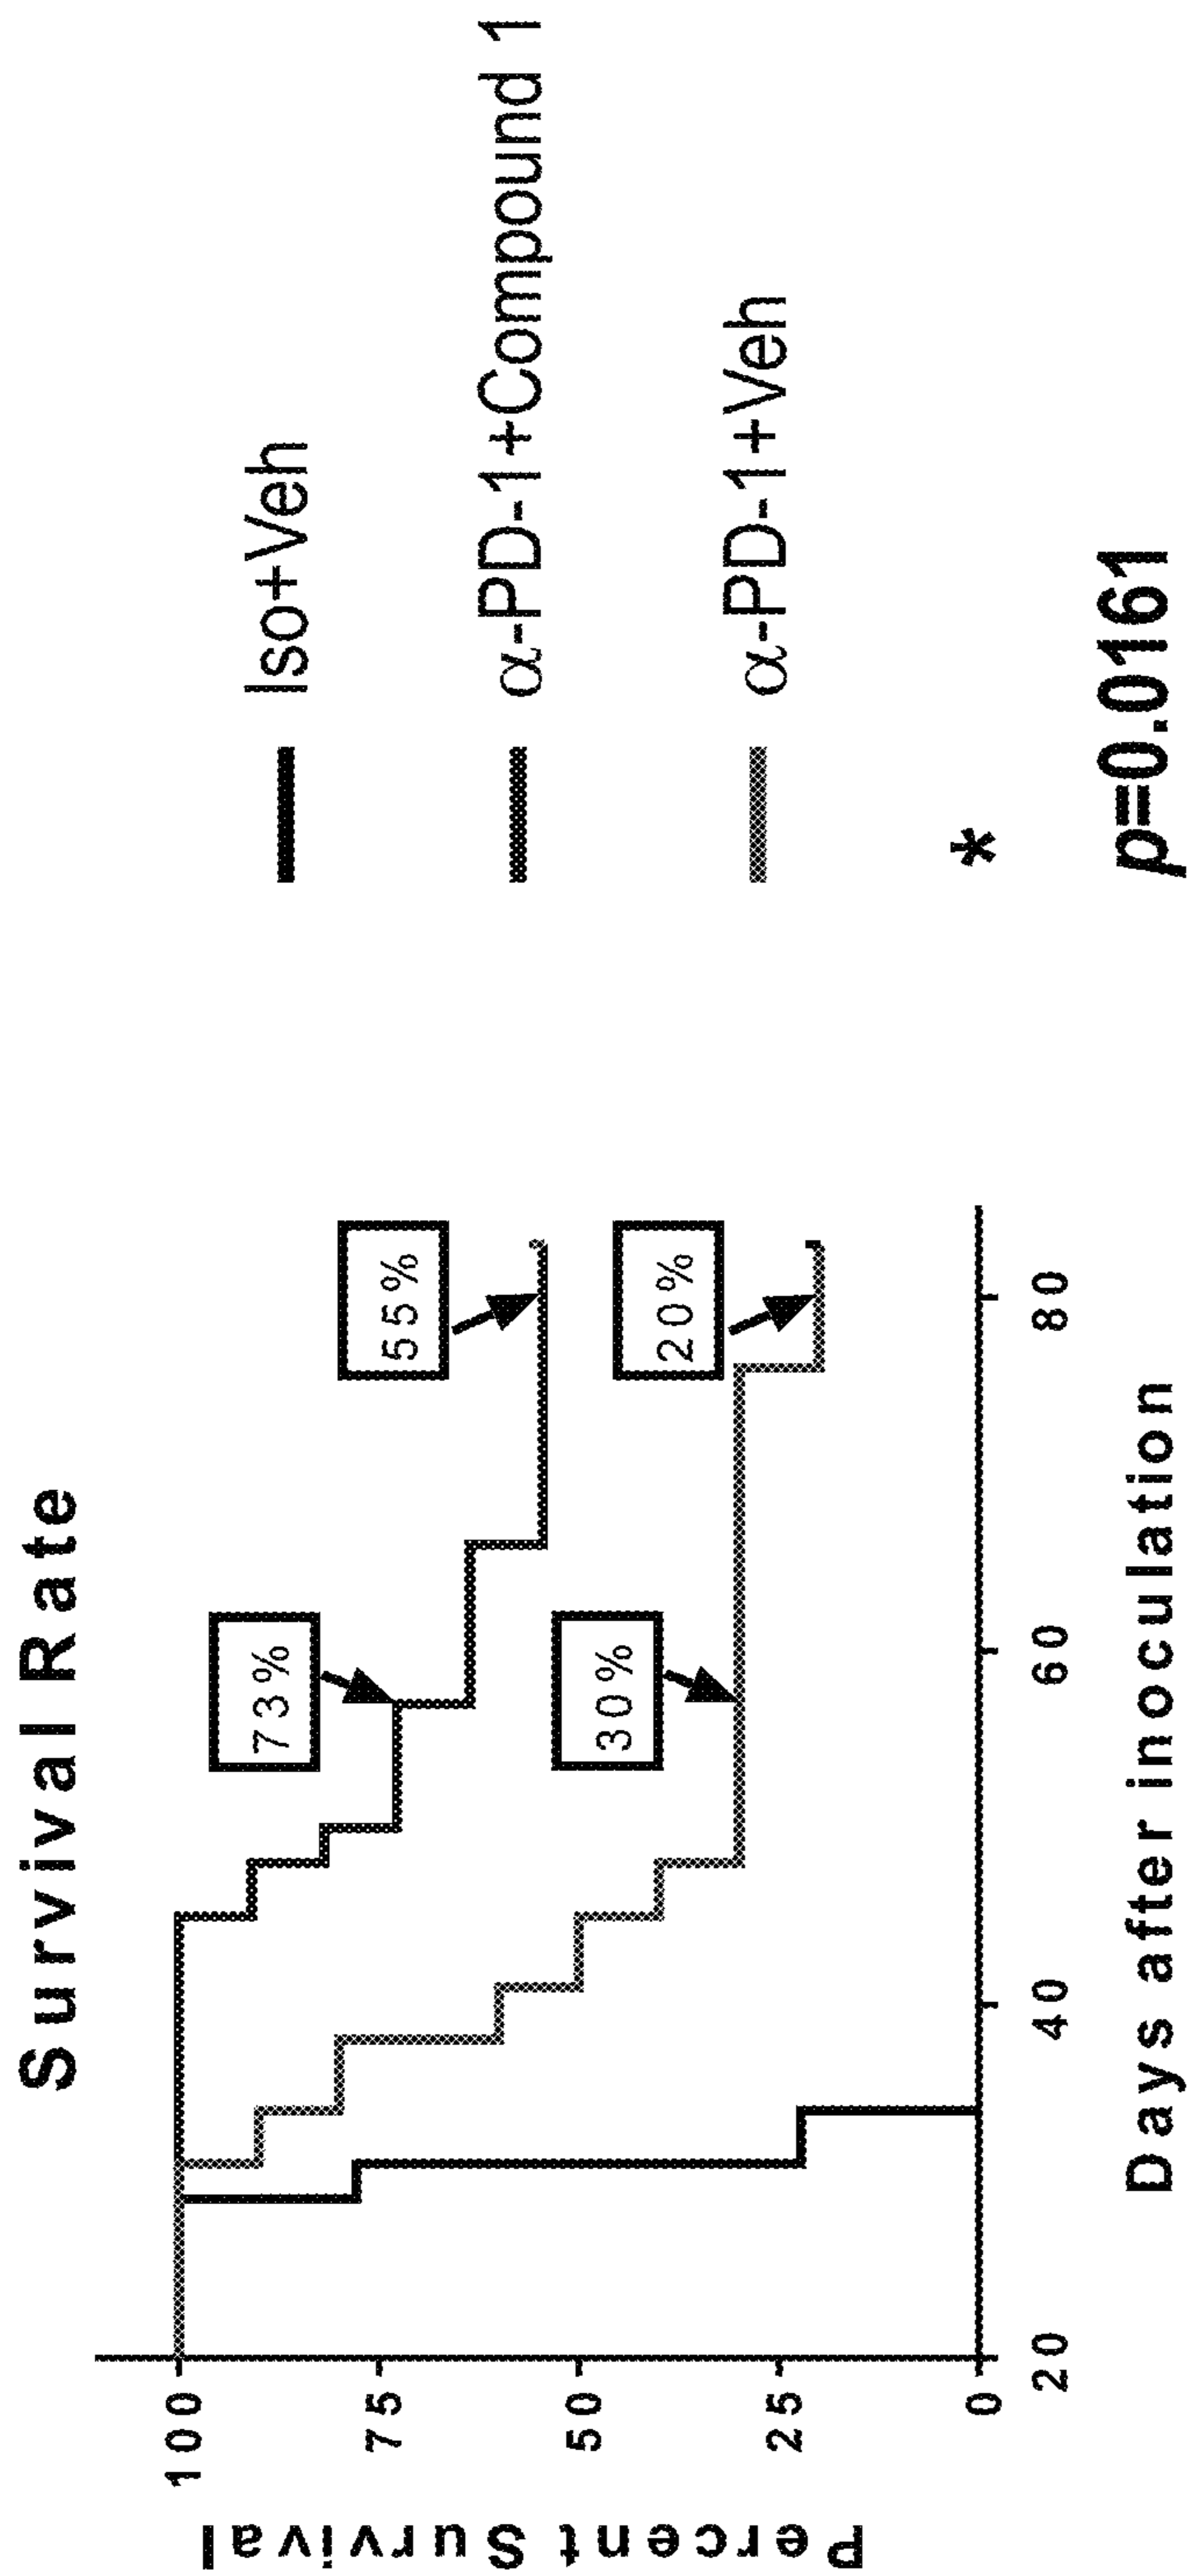 Survival Rate
Percent Survival
100
75
50
25
0
73%
55%
30%
20%
20
40
60
80
Days after inoculation
Iso+Veh
α-PD-1+Compound 1
α-PD-1+Veh
*
p=0.0161